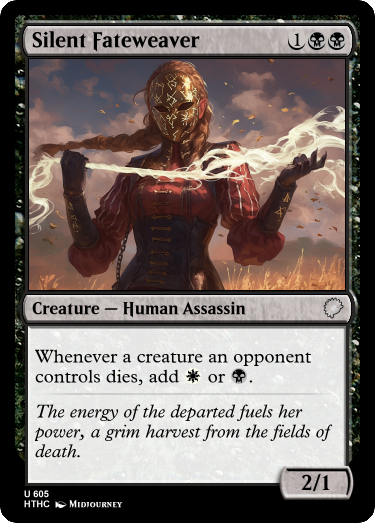 Silent Fateweaver 1
Creature — Human Assassin
Whenever a creature an opponent
controls dies, add or .
The energy of the departed fuels her
power, a grim harvest from the fields of
death.
2/1
U 605
HTHC Midjourney